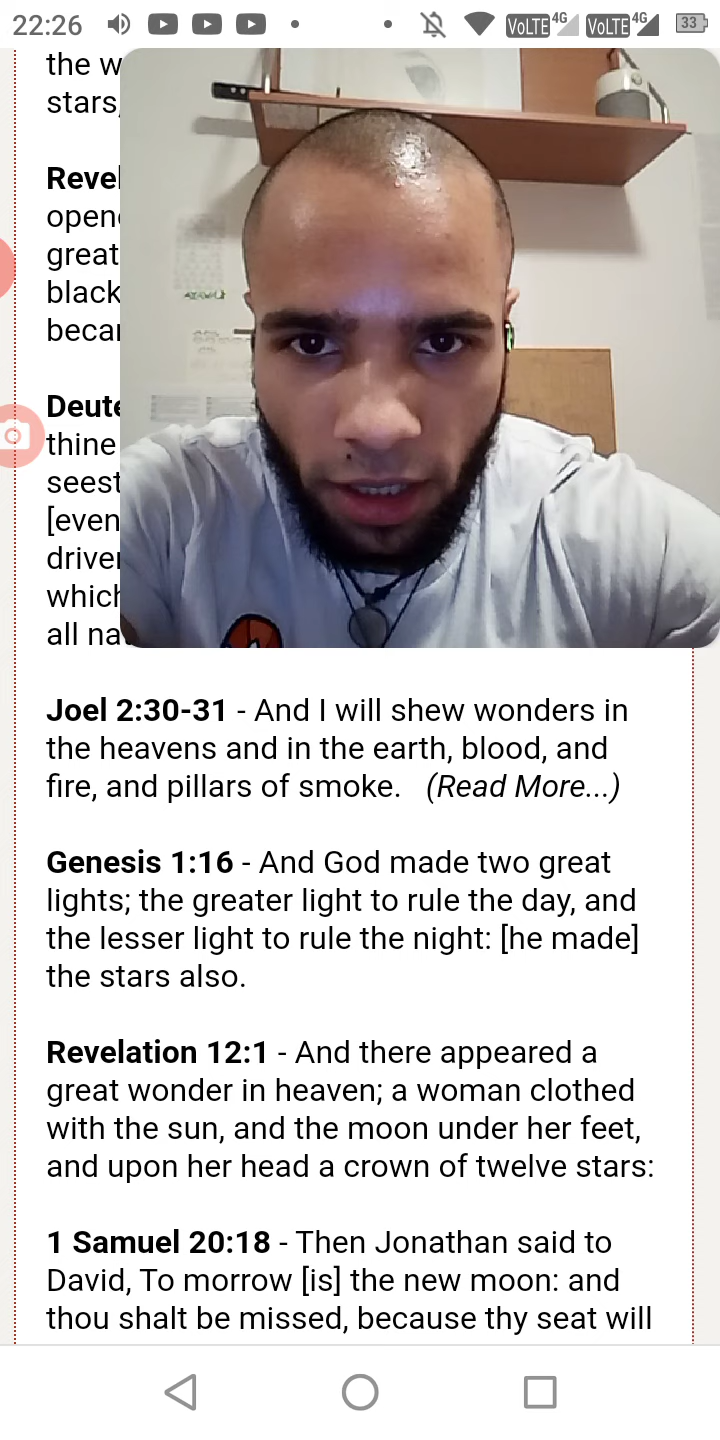 22:26
VoLTE 4G VoLTE 4G 33
the w
stars,
Revel
open
great
black
beca
Deute
thine
seest
[even
driver
which
all na
Joel 2:30-31 - And I will shew wonders in
the heavens and in the earth, blood, and
fire, and pillars of smoke. (Read More...)
Genesis 1:16 - And God made two great
lights; the greater light to rule the day, and
the lesser light to rule the night: [he made]
the stars also.
Revelation 12:1 - And there appeared a
great wonder in heaven; a woman clothed
with the sun, and the moon under her feet,
and upon her head a crown of twelve stars:
1 Samuel 20:18 - Then Jonathan said to
David, To morrow [is] the new moon: and
thou shalt be missed, because thy seat will